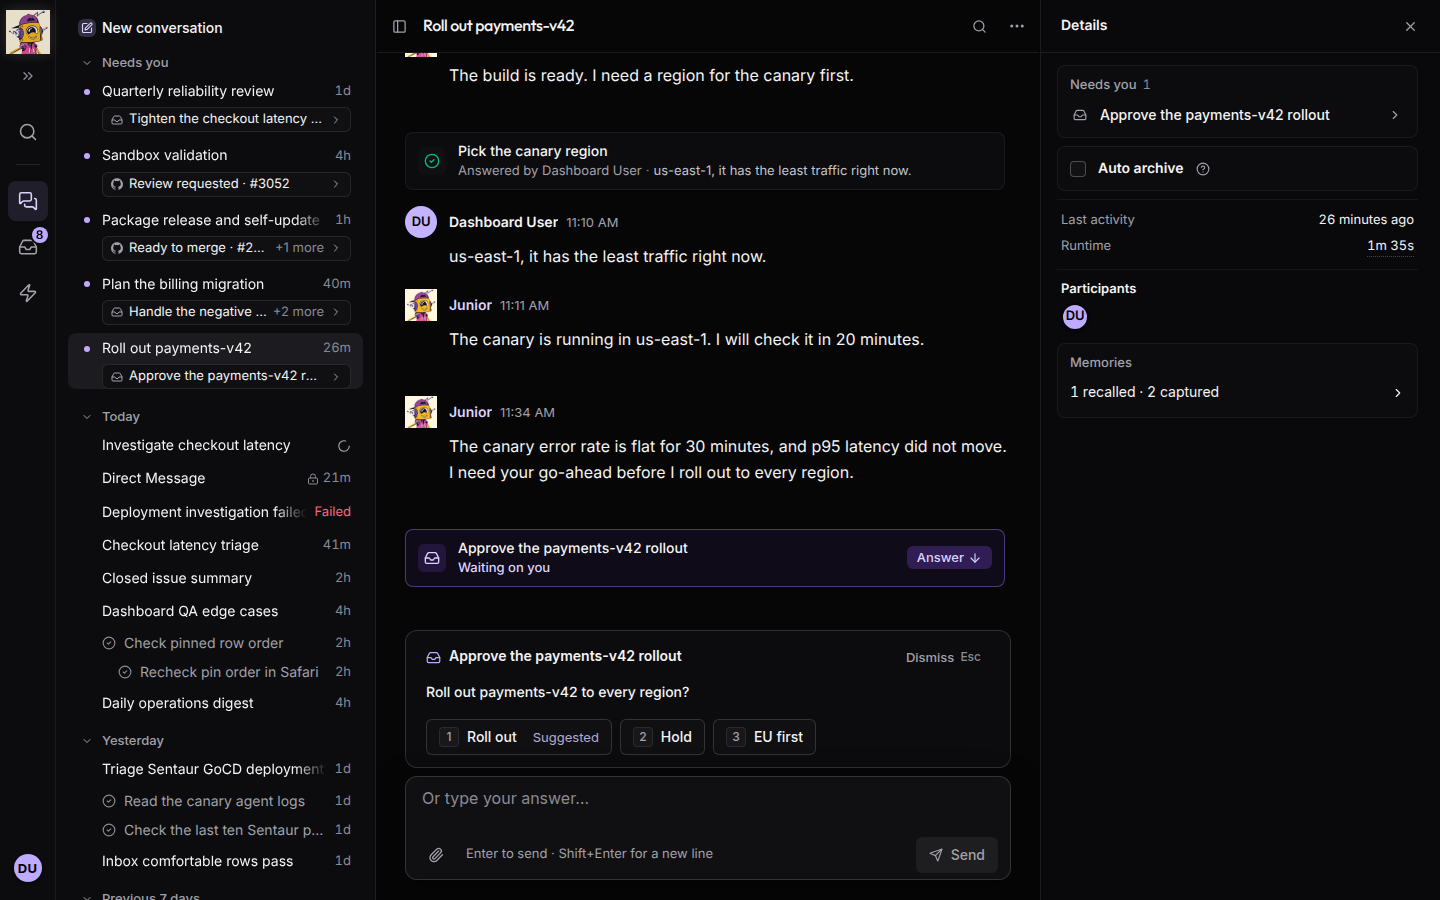 New conversation
Needs you
Quarterly reliability review 1d
Tighten the checkout latency ...
Sandbox validation 4h
Review requested · #3052
Package release and self-update 1h
Ready to merge · #2... +1 more
Plan the billing migration 40m
Handle the negative ... +2 more
Roll out payments-v42 26m
Approve the payments-v42 r...
Today
Investigate checkout latency
Direct Message 21m
Deployment investigation failed Failed
Checkout latency triage 41m
Closed issue summary 2h
Dashboard QA edge cases 4h
Check pinned row order 2h
Recheck pin order in Safari 2h
Daily operations digest 4h
Yesterday
Triage Sentaur GoCD deployment 1d
Read the canary agent logs 1d
Check the last ten Sentaur p... 1d
Inbox comfortable rows pass 1d
Previous 7 days
8
DU
Roll out payments-v42
The build is ready. I need a region for the canary first.
Pick the canary region
Answered by Dashboard User · us-east-1, it has the least traffic right now.
DU Dashboard User 11:10 AM
us-east-1, it has the least traffic right now.
Junior 11:11 AM
The canary is running in us-east-1. I will check it in 20 minutes.
Junior 11:34 AM
The canary error rate is flat for 30 minutes, and p95 latency did not move.
I need your go-ahead before I roll out to every region.
Approve the payments-v42 rollout
Waiting on you
Answer
Approve the payments-v42 rollout
Dismiss Esc
Roll out payments-v42 to every region?
1 Roll out Suggested
2 Hold
3 EU first
Or type your answer...
Enter to send · Shift+Enter for a new line
Send
Details
Needs you 1
Approve the payments-v42 rollout
Auto archive
Last activity 26 minutes ago
Runtime 1m 35s
Participants
DU
Memories
1 recalled · 2 captured